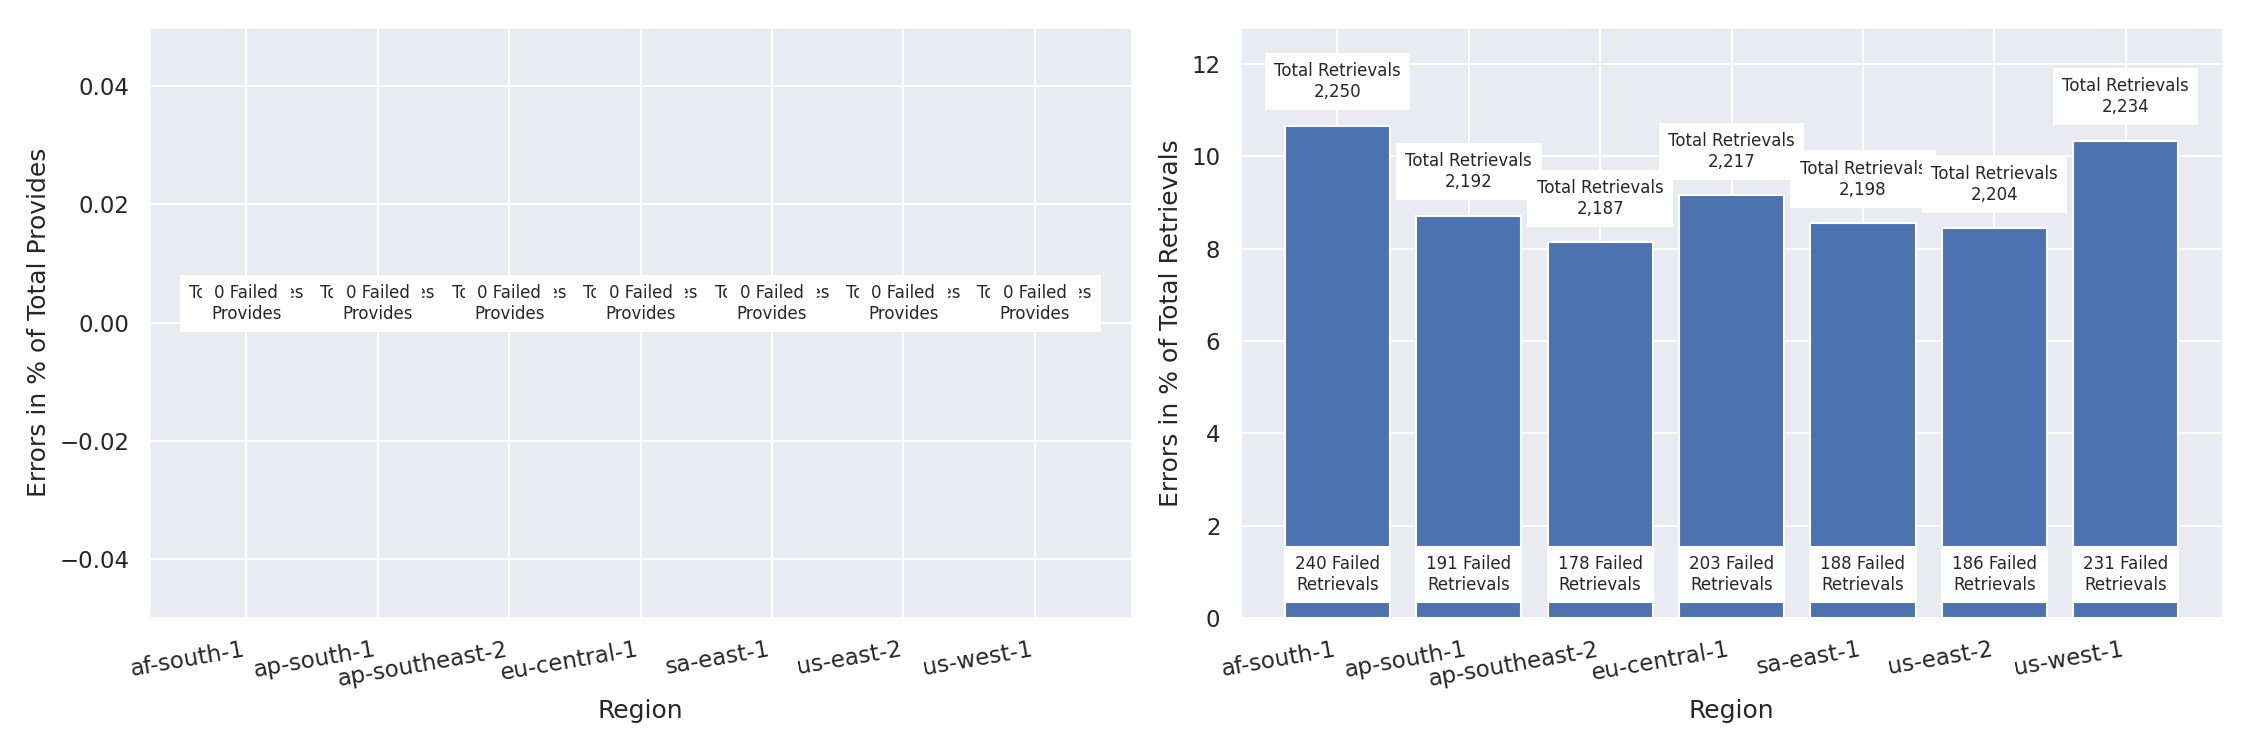 Errors in % of Total Provides
0.04
0.02
0.00
−0.02
−0.04
0 Failed
Provides
0 Failed
Provides
0 Failed
Provides
0 Failed
Provides
0 Failed
Provides
0 Failed
Provides
0 Failed
Provides
af-south-1
ap-south-1
ap-southeast-2
eu-central-1
sa-east-1
us-east-2
us-west-1
Region
Errors in % of Total Retrievals
12
10
8
6
4
2
0
Total Retrievals
2,250
Total Retrievals
2,192
Total Retrievals
2,187
Total Retrievals
2,217
Total Retrievals
2,198
Total Retrievals
2,204
Total Retrievals
2,234
240 Failed
Retrievals
191 Failed
Retrievals
178 Failed
Retrievals
203 Failed
Retrievals
188 Failed
Retrievals
186 Failed
Retrievals
231 Failed
Retrievals
af-south-1
ap-south-1
ap-southeast-2
eu-central-1
sa-east-1
us-east-2
us-west-1
Region